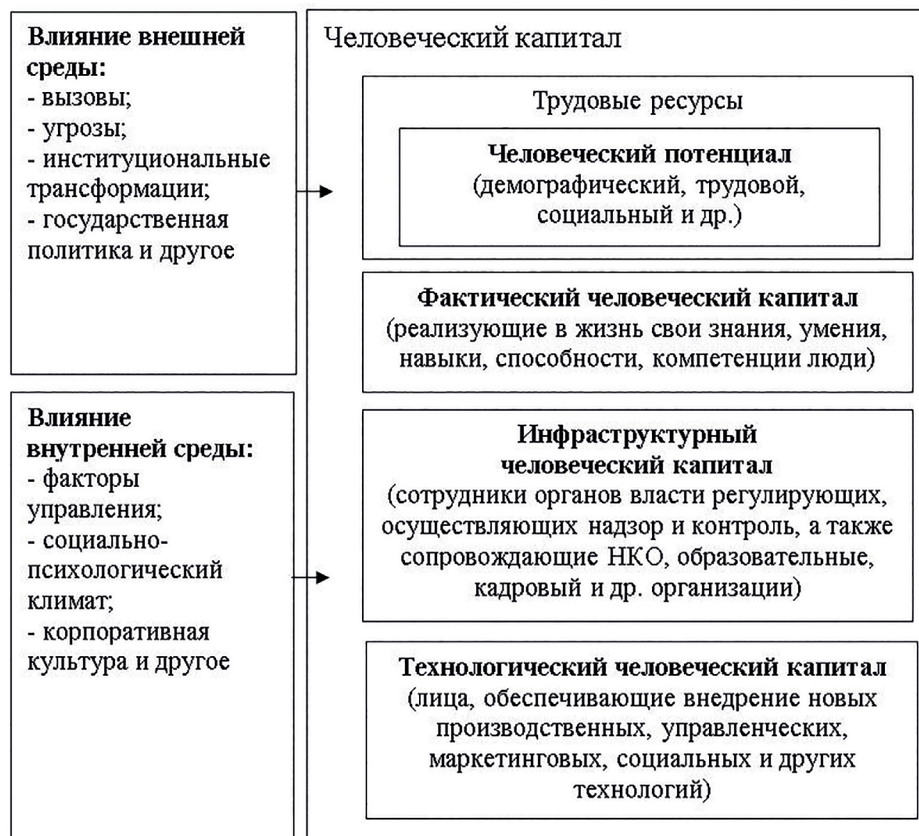 Влияние внешней
среды:
- вызовы;
- угрозы;
- институциональные
трансформации;
- государственная
политика и другое
Влияние
внутренней среды:
- факторы
управления;
- социально-
психологический
климат;
- корпоративная
культура и другое
Человеческий капитал
Трудовые ресурсы
Человеческий потенциал
(демографический, трудовой,
социальный и др.)
Фактический человеческий капитал
(реализующие в жизнь свои знания, умения,
навыки, способности, компетенции люди)
Инфраструктурный
человеческий капитал
(сотрудники органов власти регулирующих,
осуществляющих надзор и контроль, а также
сопровождающие НКО, образовательные,
кадровый и др. организации)
Технологический человеческий капитал
(лица, обеспечивающие внедрение новых
производственных, управленческих,
маркетинговых, социальных и других
технологий)